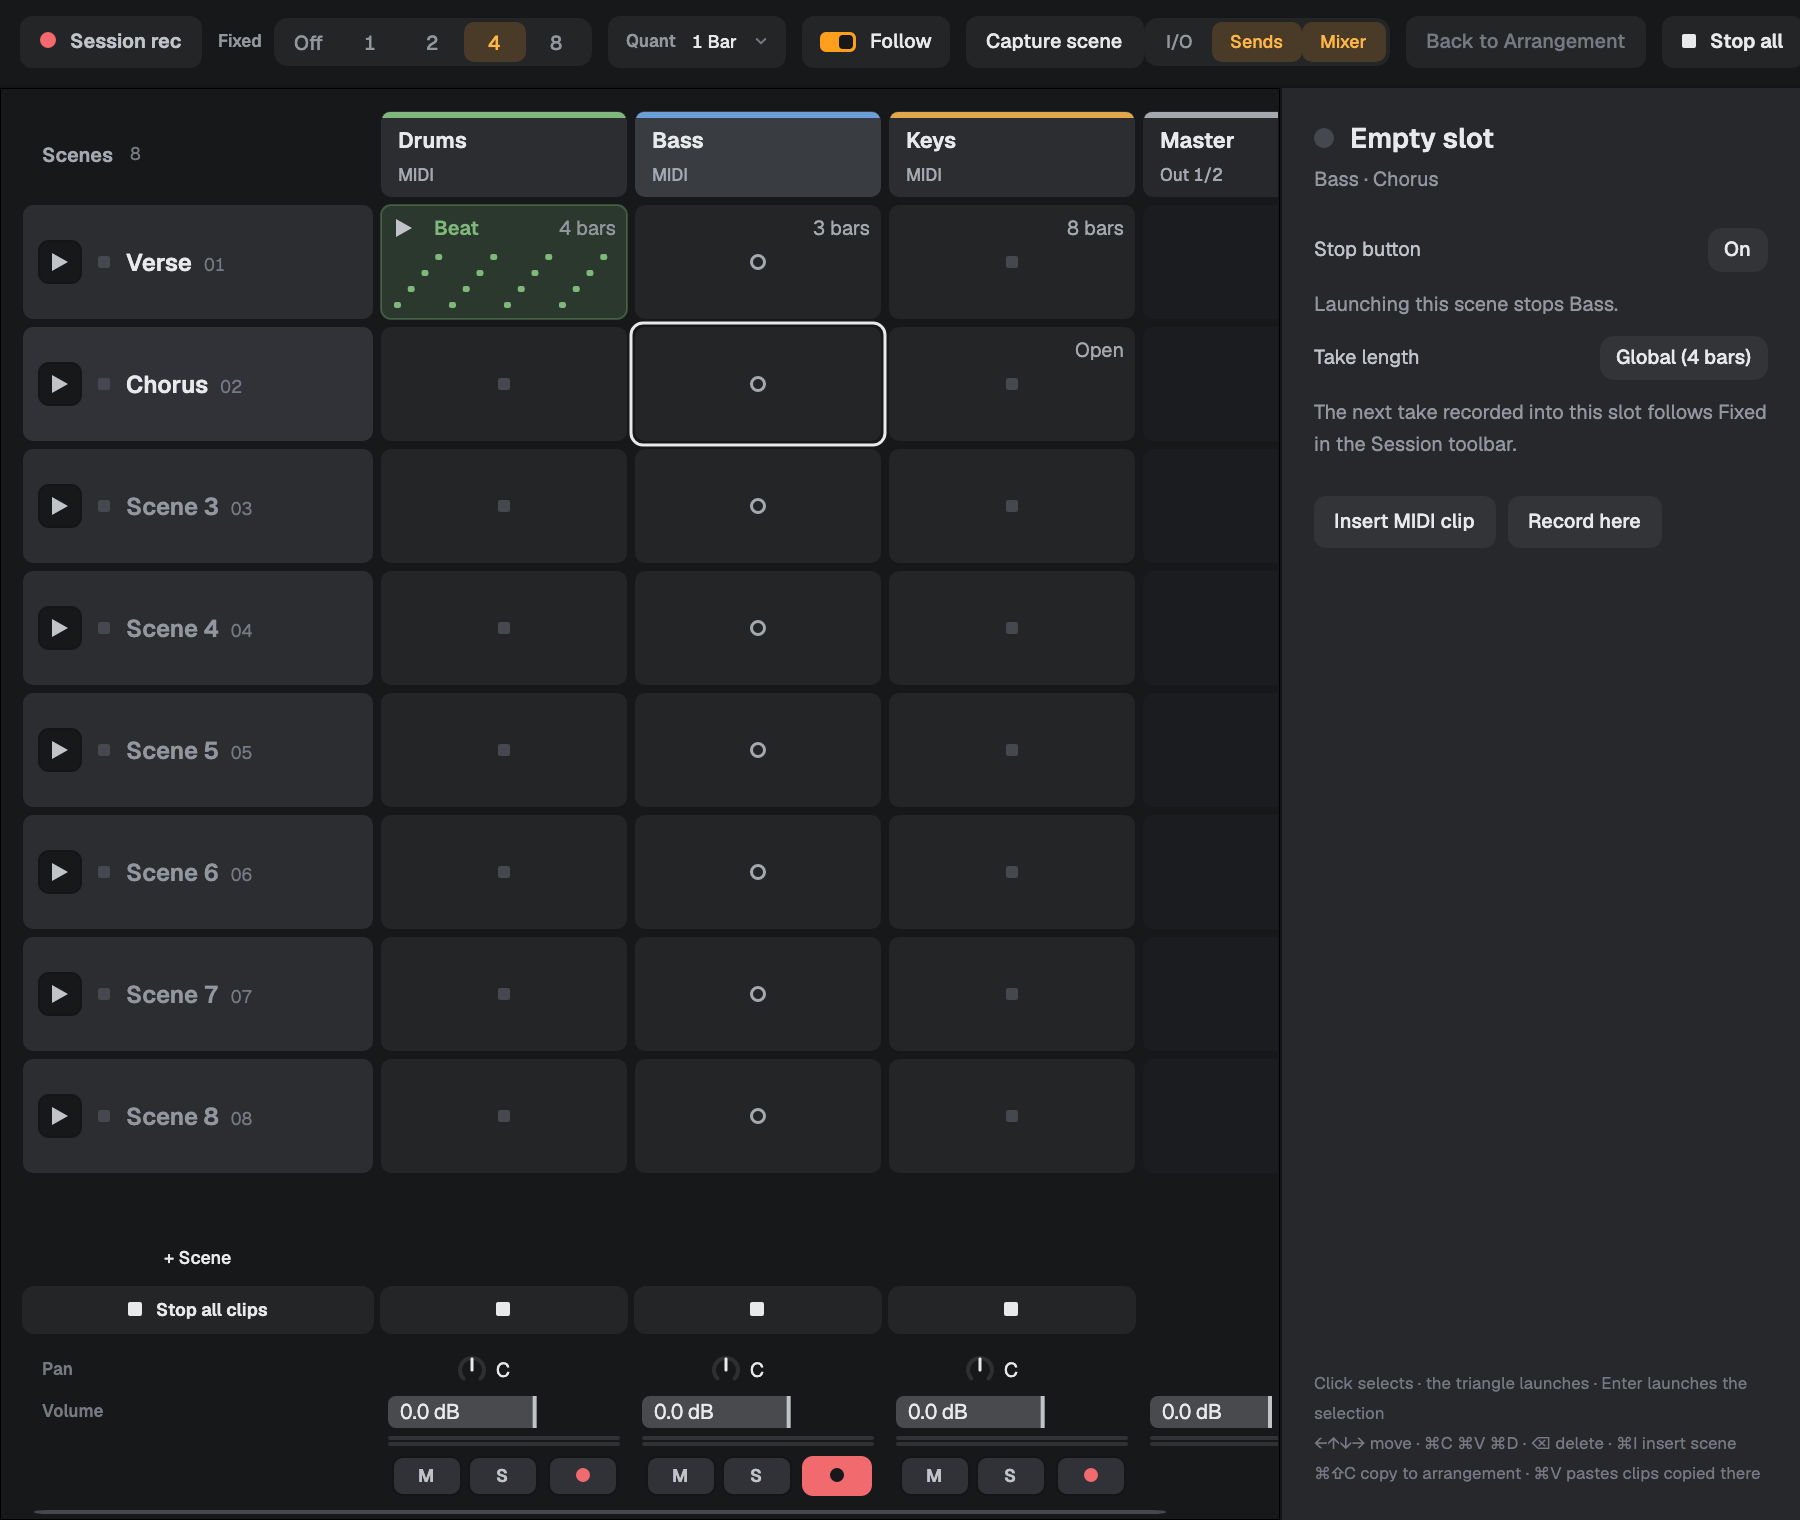 Session rec Fixed Off 1 2 4 8 Quant 1 Bar Follow Capture scene I/O Sends Mixer Back to Arrangement Stop all
Scenes 8
Drums
MIDI
Bass
MIDI
Keys
MIDI
Master
Out 1/2
Verse 01
Beat 4 bars
3 bars
8 bars
Chorus 02
Open
Scene 3 03
Scene 4 04
Scene 5 05
Scene 6 06
Scene 7 07
Scene 8 08
+ Scene
Stop all clips
Pan C C C
Volume 0.0 dB 0.0 dB 0.0 dB 0.0 dB
M S M S M S
Empty slot
Bass · Chorus
Stop button On
Launching this scene stops Bass.
Take length Global (4 bars)
The next take recorded into this slot follows Fixed
in the Session toolbar.
Insert MIDI clip Record here
Click selects · the triangle launches · Enter launches the
selection
←↑↓→ move · ⌘C ⌘V ⌘D · ⌫ delete · ⌘I insert scene
⌘⇧C copy to arrangement · ⌘V pastes clips copied there